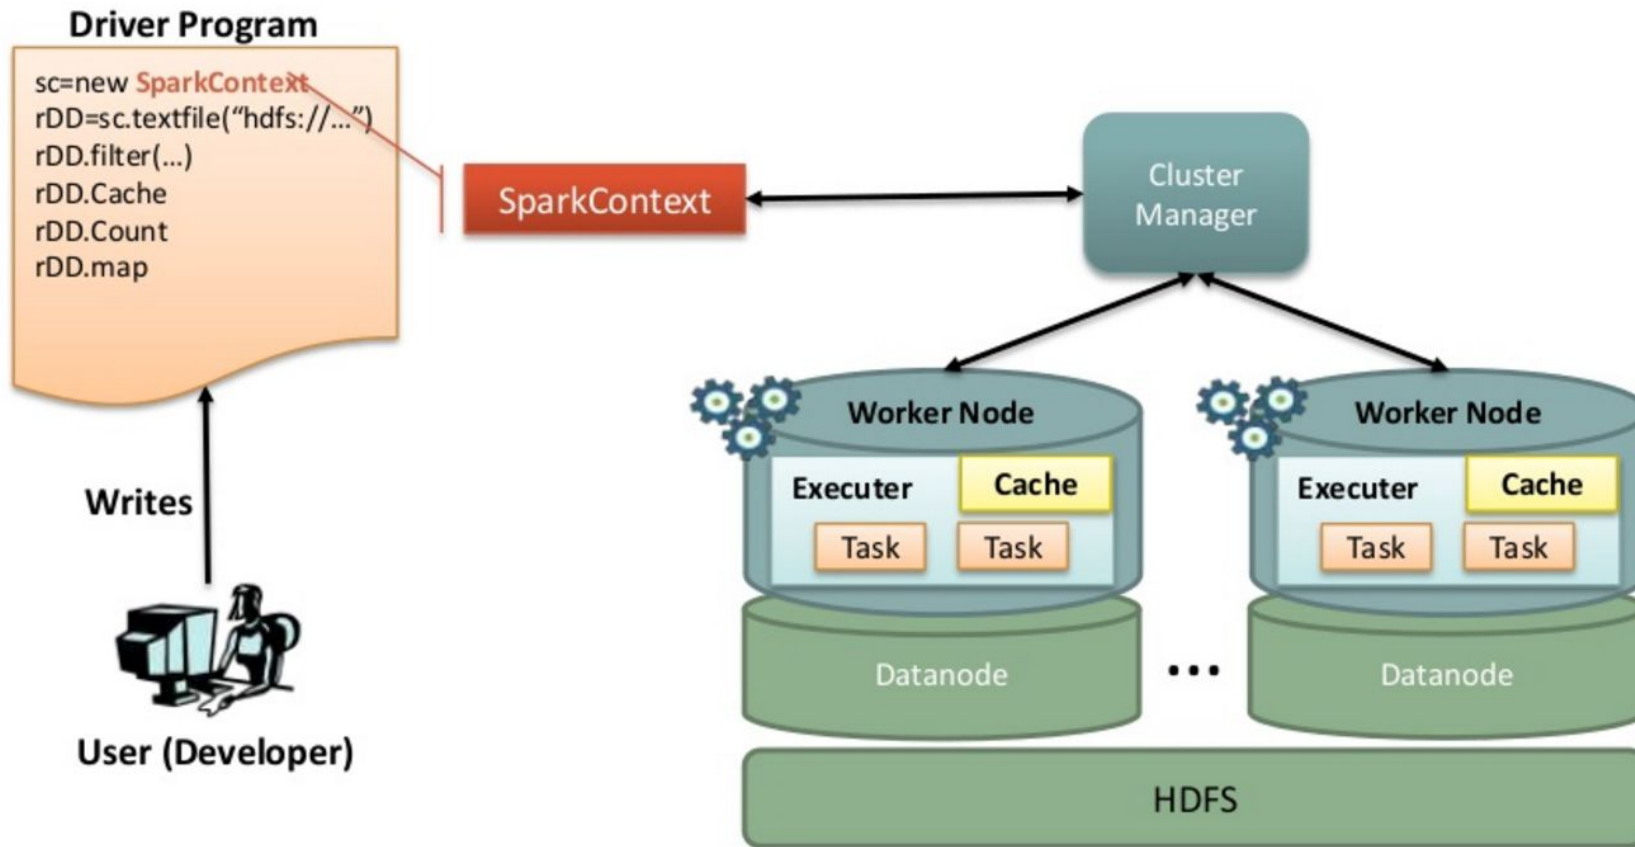 Driver Program
sc=new SparkContext
rDD=sc.textfile(“hdfs://...”)
rDD.filter(...)
rDD.Cache
rDD.Count
rDD.map
SparkContext
Cluster
Manager
Writes
User (Developer)
Worker Node
Executer
Cache
Task
Task
Datanode
...
Worker Node
Executer
Cache
Task
Task
Datanode
HDFS